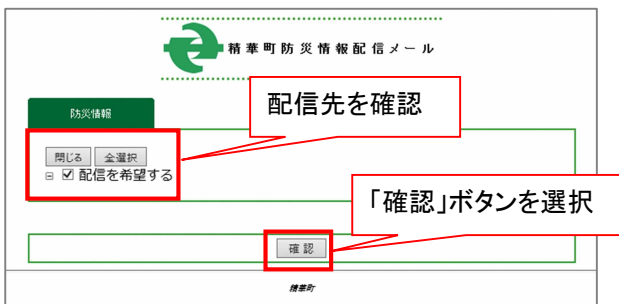 精華町防災情報配信メール
配信先を確認
防災情報
閉じる 全選択
配信を希望する
「確認」ボタンを選択
確認
精華町